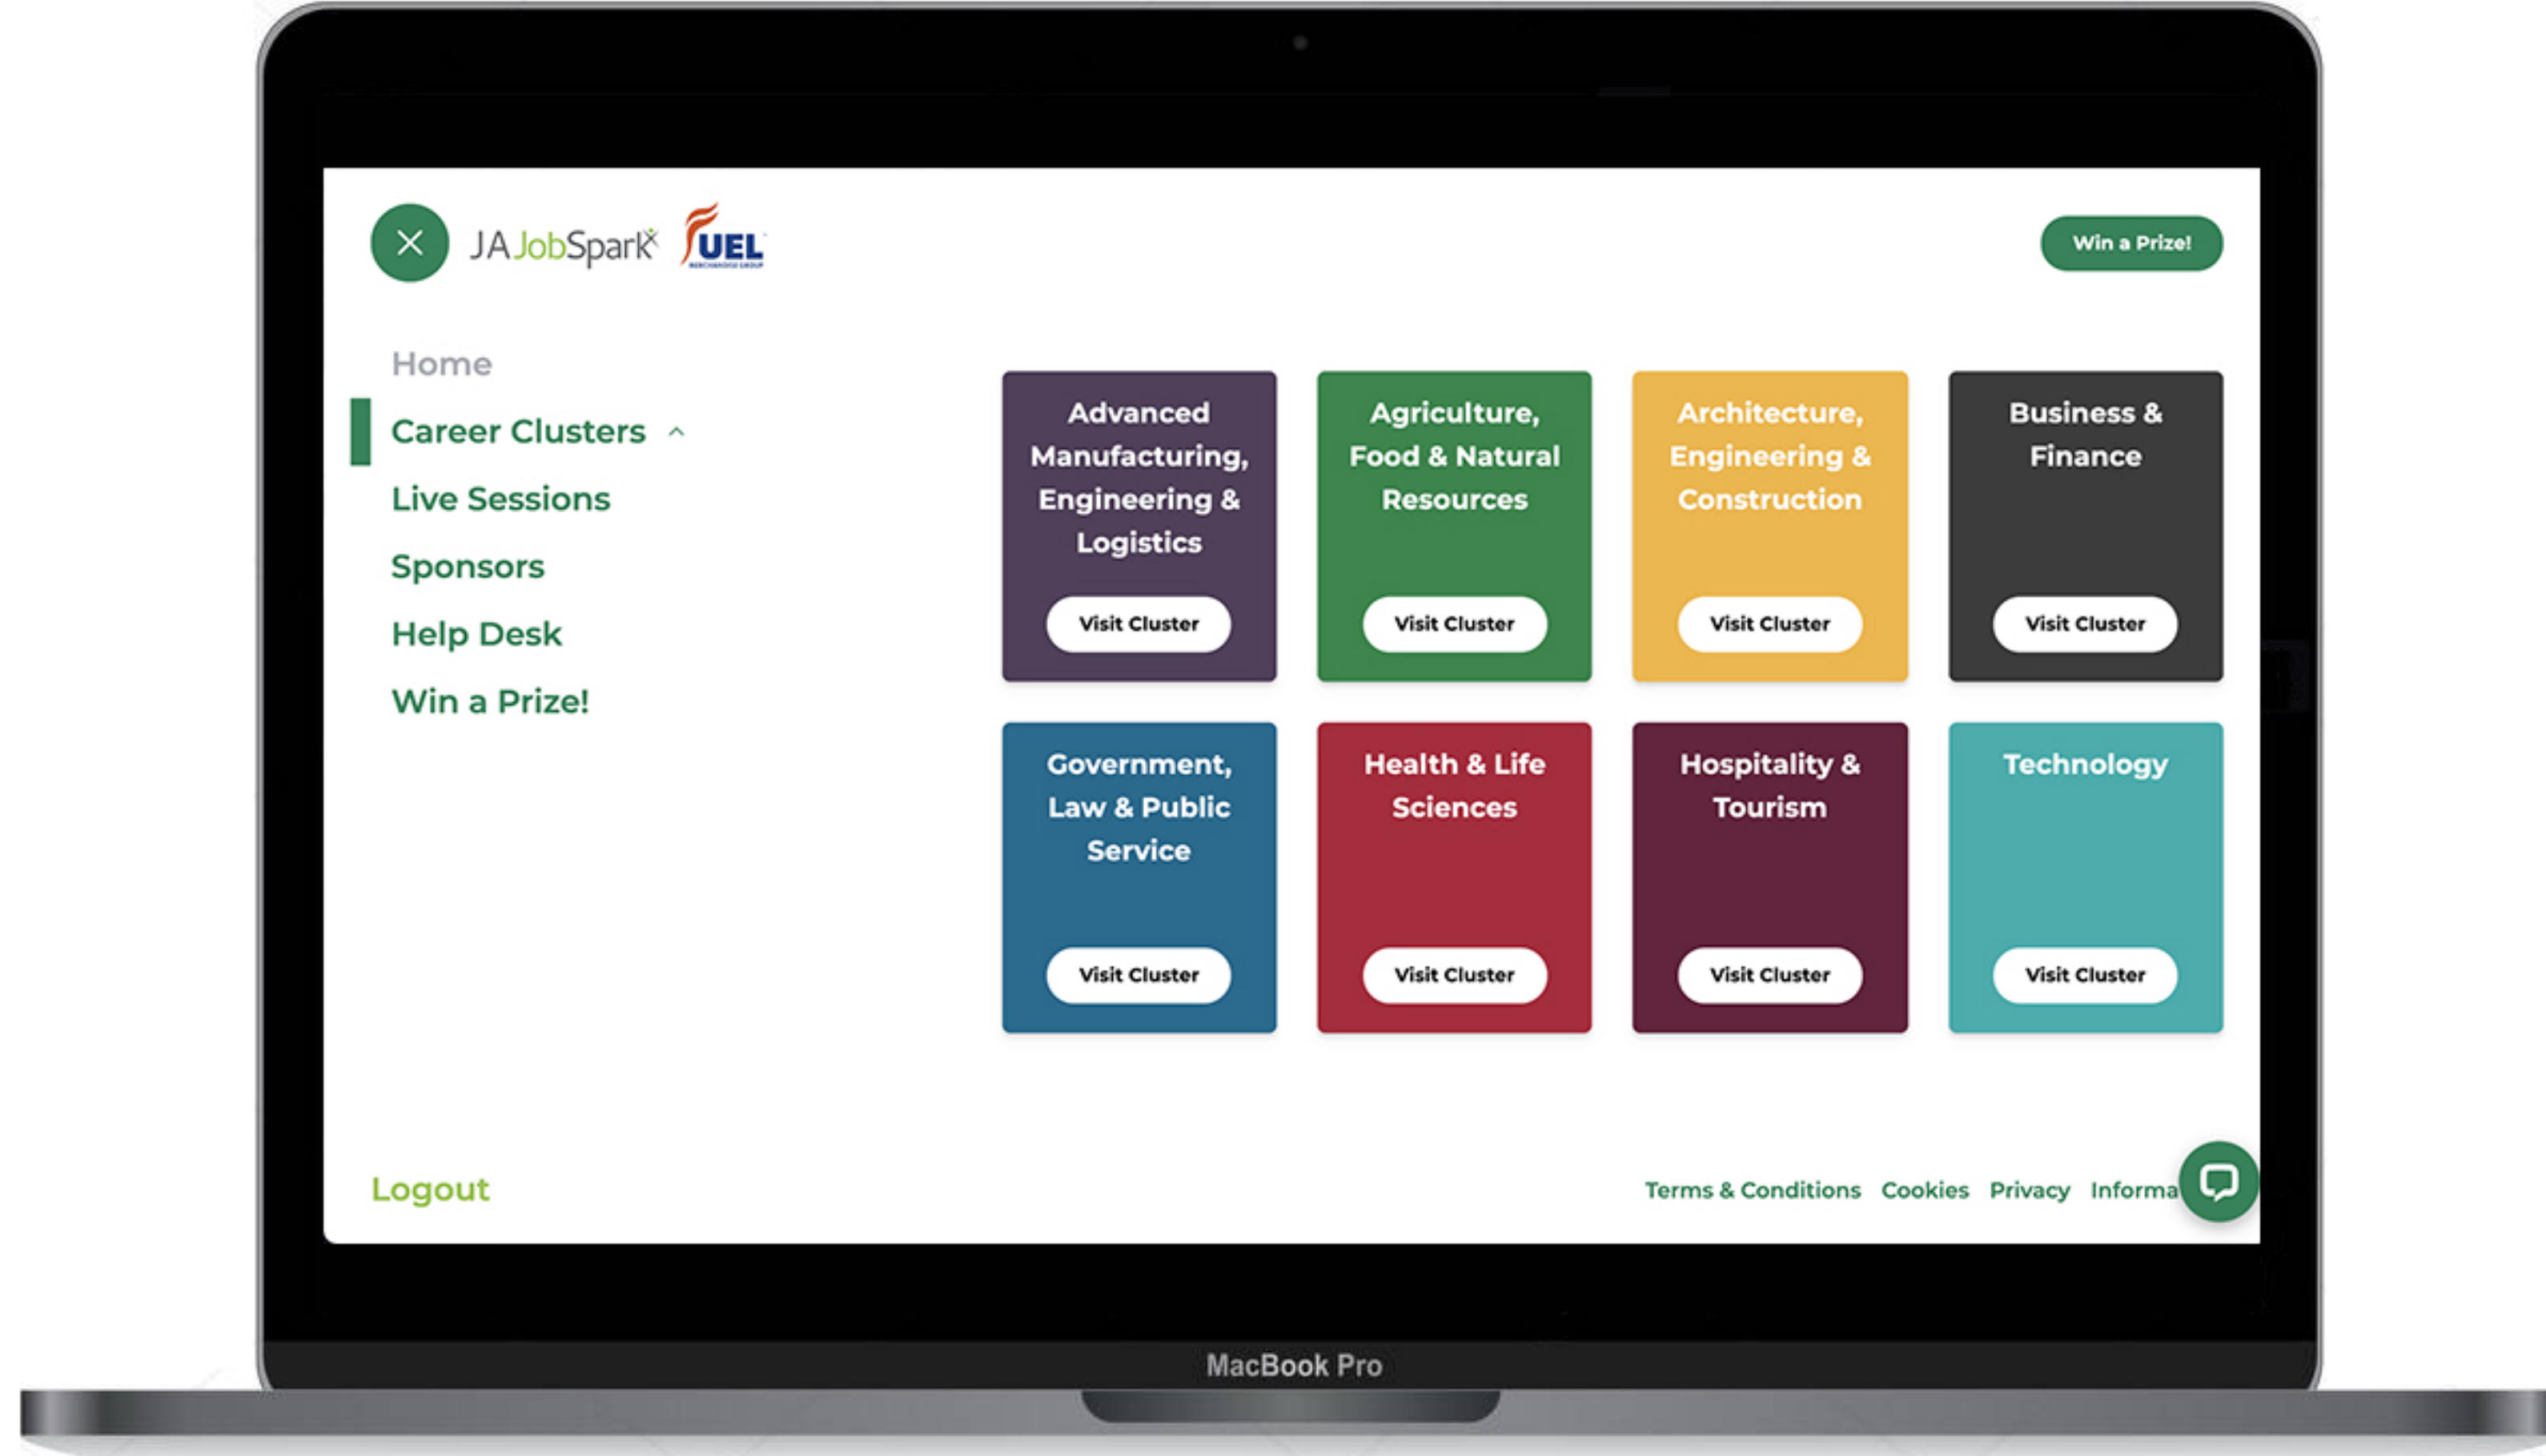 JA JobSpark
FUEL
MERCHANDISE GROUP
Win a Prize!
Home
Career Clusters
Live Sessions
Sponsors
Help Desk
Win a Prize!
Advanced
Manufacturing,
Engineering &
Logistics
Visit Cluster
Agriculture,
Food & Natural
Resources
Visit Cluster
Architecture,
Engineering &
Construction
Visit Cluster
Business &
Finance
Visit Cluster
Government,
Law & Public
Service
Visit Cluster
Health & Life
Sciences
Visit Cluster
Hospitality &
Tourism
Visit Cluster
Technology
Visit Cluster
Logout
Terms & Conditions Cookies Privacy Informa
MacBook Pro